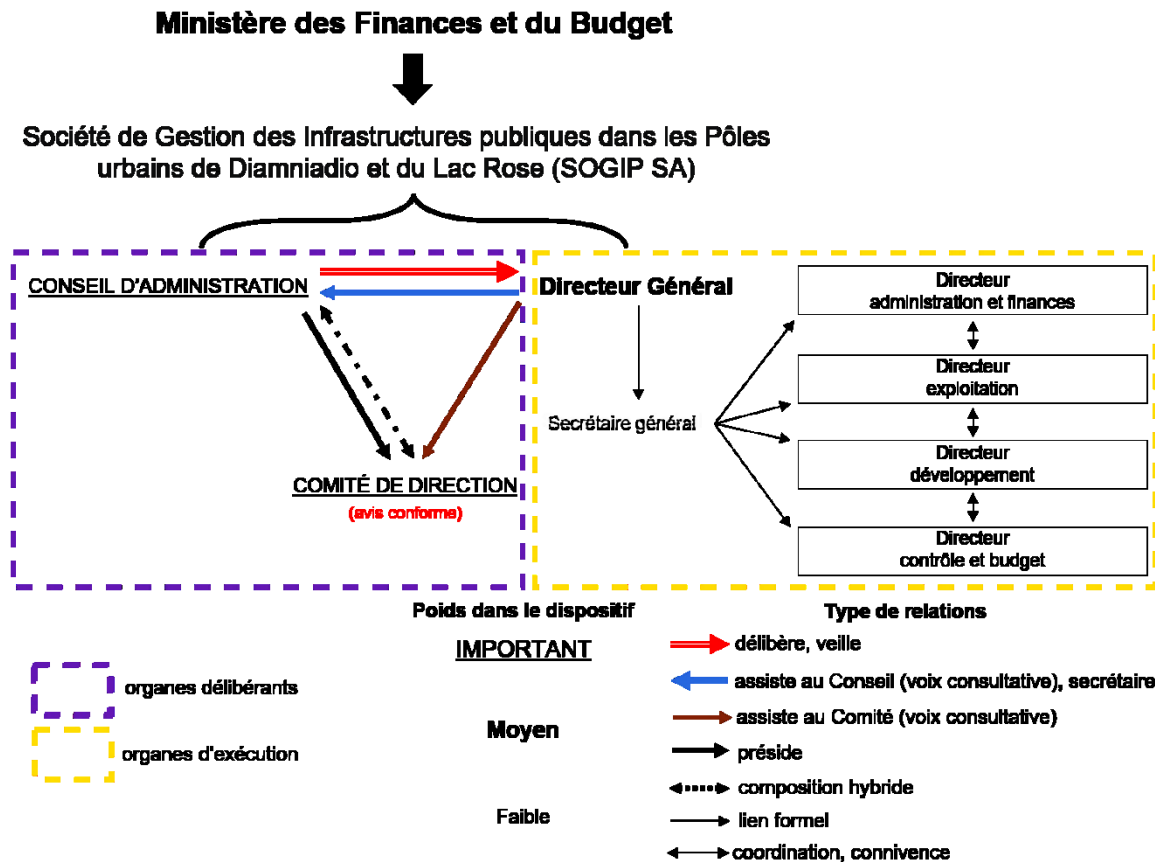 Ministère des Finances et du Budget
Société de Gestion des Infrastructures publiques dans les Pôles
urbains de Diamniadio et du Lac Rose (SOGIP SA)
CONSEIL D'ADMINISTRATION
Directeur Général
Secrétaire général
COMITÉ DE DIRECTION
(avis conforme)
Directeur
administration et finances
Directeur
exploitation
Directeur
développement
Directeur
contrôle et budget
Poids dans le dispositif
IMPORTANT
Moyen
Faible
Type de relations
délibère, veille
assiste au Conseil (voix consultative), secrétaire
assiste au Comité (voix consultative)
préside
composition hybride
lien formel
coordination, connivence
organes délibérants
organes d'exécution